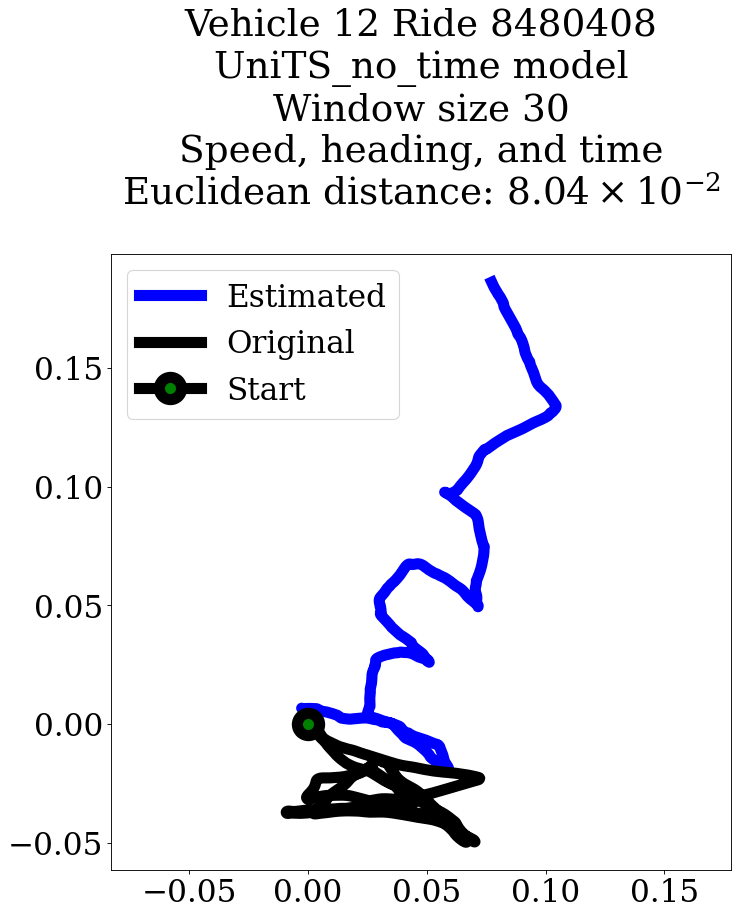 Vehicle 12 Ride 8480408
UniTS_no_time model
Window size 30
Speed, heading, and time
Euclidean distance: 8.04 × 10⁻²
Estimated
Original
Start
0.15
0.10
0.05
0.00
−0.05
−0.05 0.00 0.05 0.10 0.15